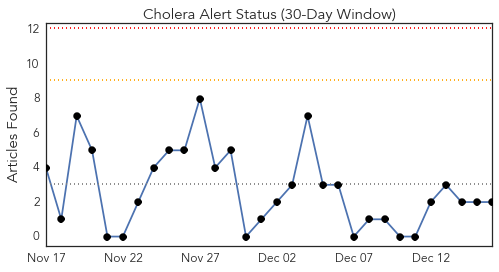 Cholera Alert Status (30-Day Window)
Articles Found
12
10
8
6
4
2
0
Nov 17 Nov 22 Nov 27 Dec 02 Dec 07 Dec 12